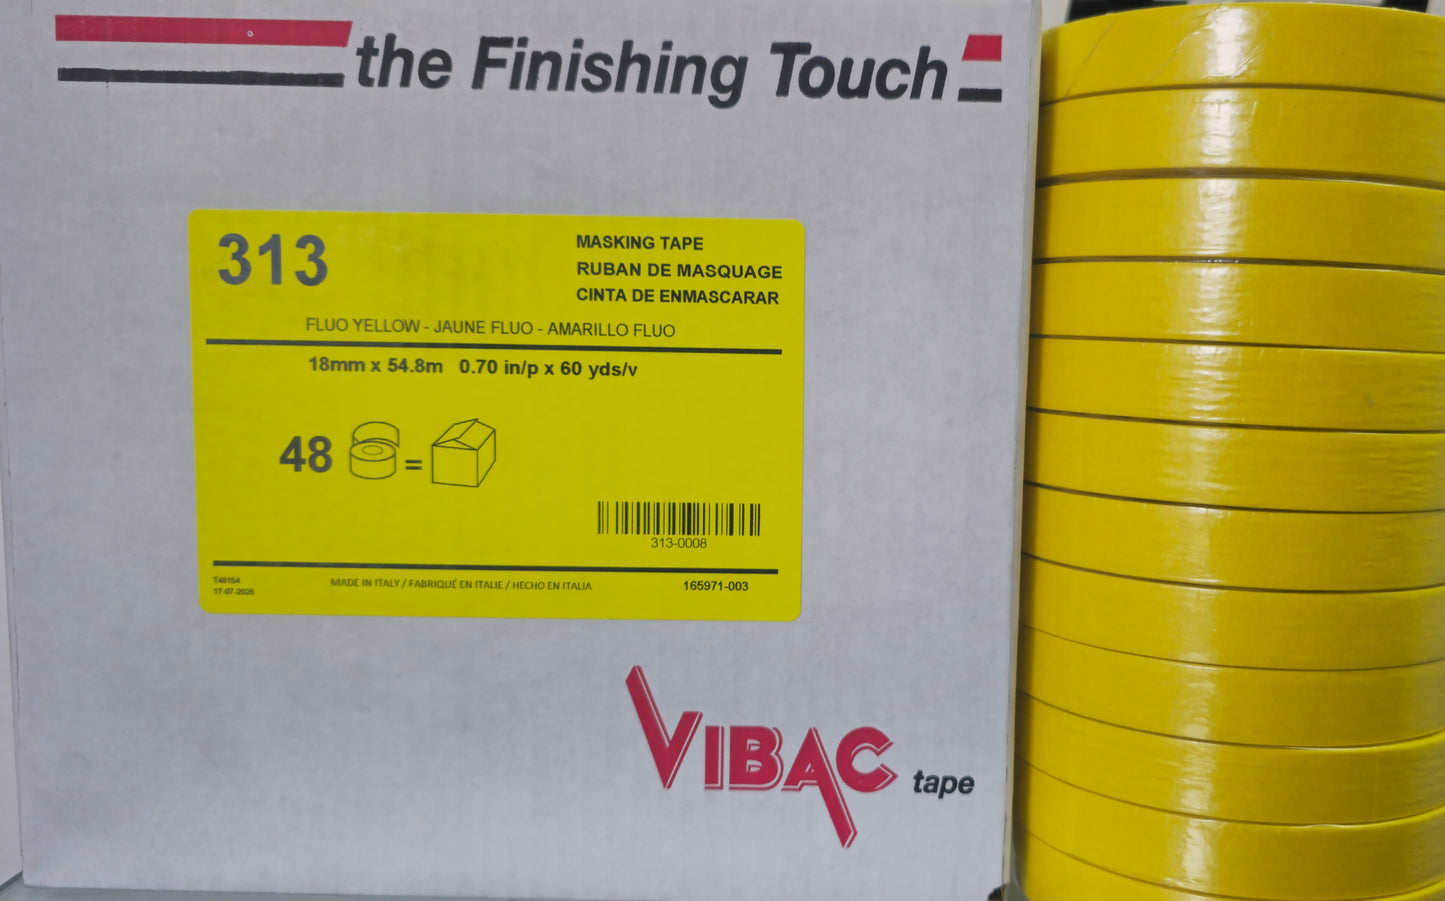 the Finishing Touch
313
MASKING TAPE
RUBAN DE MASQUAGE
CINTA DE ENMASCARAR
FLUO YELLOW - JAUNE FLUO - AMARILLO FLUO
18mm x 54.8m 0.70 in/p x 60 yds/v
48 =
313-0008
T49154
17-07-2025
MADE IN ITALY / FABRIQUÉ EN ITALIE / HECHO EN ITALIA
165971-003
VIBAC tape